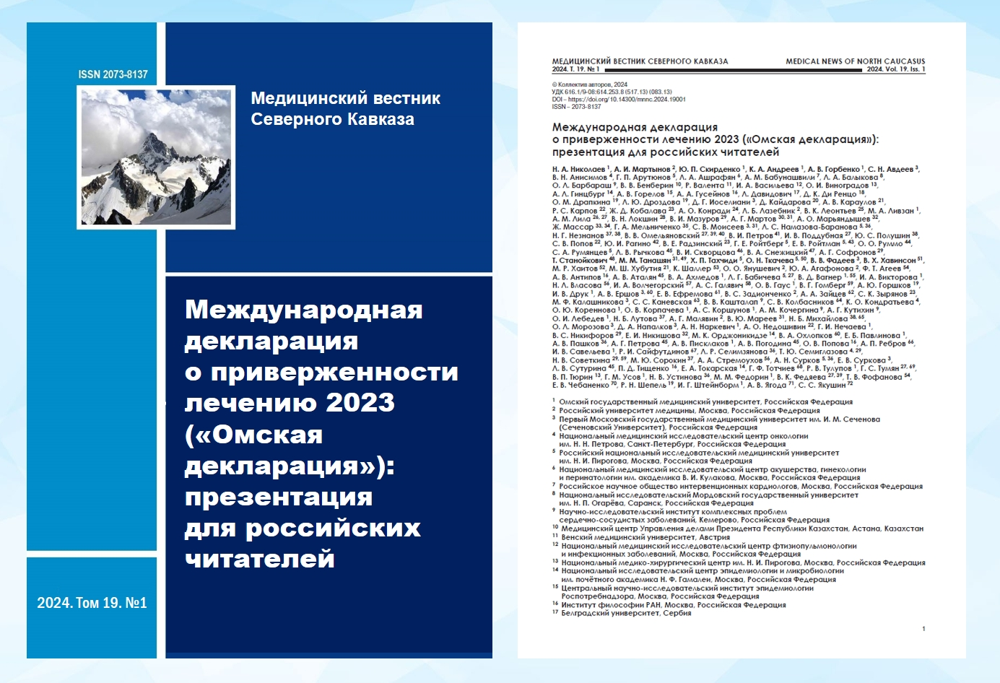 ISSN 2073-8137
Медицинский вестник
Северного Кавказа
Международная
декларация
о приверженности
лечению 2023
(«Омская
декларация»):
презентация
для российских
читателей
2024. Том 19. №1
МЕДИЦИНСКИЙ ВЕСТНИК СЕВЕРНОГО КАВКАЗА MEDICAL NEWS OF NORTH CAUCASUS
2024. Т. 19. № 1 2024. Vol. 19. Iss. 1
© Коллектив авторов, 2024
УДК 616.1/9-08:614.253.8 (517.13) (083.13)
DOI – https://doi.org/10.14300/mnnc.2024.19001
ISSN – 2073-8137
Международная декларация
о приверженности лечению 2023 («Омская декларация»):
презентация для российских читателей
Н. А. Николаев 1, А. И. Мартынов 2, Ю. П. Скирденко 1, К. А. Андреев 1, А. В. Горбенко 1, С. Н. Авдеев 3,
В. Н. Анисимов 4, Г. П. Арутюнов 5, Л. А. Ашрафян 6, А. М. Бабунашвили 7, Л. А. Балыкова 8,
О. Л. Барбараш 9, В. В. Бенберин 10, Р. Валента 11, И. А. Васильева 12, О. И. Виноградов 13,
А. Л. Гинцбург 14, А. В. Горелов 15, А. А. Гусейнов 16, Л. Давидович 17, Д. К. Ди Ренцо 18,
О. М. Драпкина 19, Л. Ю. Дроздова 19, Д. Г. Иоселиани 3, Д. Кайдарова 20, А. В. Караулов 21,
Р. С. Карпов 22, Ж. Д. Кобалава 23, А. О. Конради 24, Л. Б. Лазебник 2, В. К. Леонтьев 25, М. А. Ливзан 1,
А. М. Лила 26, 27, В. Н. Локшин 28, В. И. Мазуров 29, А. Г. Мартов 30, 31, А. О. Марьяндышев 32,
Ж. Массар 33, 34, Г. А. Мельниченко 35, С. В. Моисеев 3, 31, Л. С. Намазова-Баранова 5, 36,
Н. Г. Незнанов 37, 38, В. В. Омельяновский 27, 39, 40, В. И. Петров 41, И. В. Поддубная 27, Ю. С. Полушин 38,
С. В. Попов 22, Ю. И. Рагино 42, В. Е. Радзинский 23, Г. Е. Ройтберг 5, Е. В. Ройтман 5, 43, О. О. Руммо 44,
С. А. Румянцев 5, Л. В. Рычкова 45, В. И. Скворцова 46, В. А. Снежицкий 47, А. Г. Софронов 29,
Т. Станойкович 48, М. М. Танашян 31, 49, Х. П. Тахчиди 5, О. Н. Ткачева 5, 50, В. В. Фадеев 3, В. Х. Хавинсон 51,
М. Р. Хаитов 52, М. Ш. Хубутия 21, К. Шаллер 53, О. О. Янушевич 2, Ю. А. Агафонова 2, Ф. Т. Агеев 54,
А. В. Антипов 16, А. В. Аталян 45, В. А. Ахмедов 1, Л. Г. Бабичева 5, 27, В. Д. Вагнер 1, 55, И. А. Викторова 1,
Н. Л. Власова 56, И. А. Волчегорский 57, А. С. Галявич 58, О. В. Гаус 1, В. Г. Гомберг 59, А. Ю. Горшков 19,
И. В. Друк 1, А. В. Ершов 3, 60, Е. В. Ефремова 61, В. С. Задионченко 2, А. А. Зайцев 62, С. К. Зырянов 23,
М. Ф. Калашникова 3, С. С. Каневская 63, В. В. Кашталап 9, С. В. Колбасников 64, К. О. Кондратьева 4,
О. Ю. Кореннова 1, О. В. Корпачева 1, А. С. Коршунов 1, А. М. Кочергина 9, А. Г. Кутихин 9,
О. И. Лебедев 1, Н. Б. Лутова 37, А. Г. Малявин 2, В. Ю. Мареев 31, Н. Б. Михайлова 38, 65,
О. Л. Морозова 3, Д. А. Напалков 3, А. Н. Наркевич 1, А. О. Недошивин 22, Г. И. Нечаева 1,
В. С. Никифоров 29, Е. И. Никишова 32, М. К. Орджоникидзе 14, В. А. Охлопков 60, Е. Б. Павлинова 1,
А. В. Пашков 36, А. Г. Петрова 45, А. В. Писклаков 1, А. В. Погодина 45, О. В. Попова 16, А. П. Ребров 66,
И. В. Савельева 1, Р. И. Сайфутдинов 67, Л. Р. Селимзянова 36, Т. Ю. Семиглазова 4, 29,
Н. В. Советкина 29, 59, М. Ю. Сорокин 37, А. А. Стремоухов 56, А. Н. Сурков 5, 36, Е. В. Суркова 3,
Л. В. Сутурина 45, П. Д. Тищенко 16, Е. А. Токарская 14, Г. Ф. Тотчиев 68, Р. В. Тулупов 1, Г. С. Тумян 27, 69,
В. П. Тюрин 13, Г. М. Усов 1, Н. В. Устинова 36, М. М. Федорин 1, В. К. Федяева 27, 39, Т. В. Фофанова 54,
Е. В. Чебаненко 70, Р. Н. Шепель 19, И. Г. Штейнборм 1, А. В. Ягода 71, С. С. Якушин 72
1 Омский государственный медицинский университет, Российская Федерация
2 Российский университет медицины, Москва, Российская Федерация
3 Первый Московский государственный медицинский университет им. И. М. Сеченова
(Сеченовский Университет), Российская Федерация
4 Национальный медицинский исследовательский центр онкологии
им. Н. Н. Петрова, Санкт-Петербург, Российская Федерация
5 Российский национальный исследовательский медицинский университет
им. Н. И. Пирогова, Москва, Российская Федерация
6 Национальный медицинский исследовательский центр акушерства, гинекологии
и перинатологии им. академика В. И. Кулакова, Москва, Российская Федерация
7 Российское научное общество интервенционных кардиологов, Москва, Российская Федерация
8 Национальный исследовательский Мордовский государственный университет
им. Н. П. Огарёва, Саранск, Российская Федерация
9 Научно-исследовательский институт комплексных проблем
сердечно-сосудистых заболеваний, Кемерово, Российская Федерация
10 Медицинский центр Управления делами Президента Республики Казахстан, Астана, Казахстан
11 Венский медицинский университет, Австрия
12 Национальный медицинский исследовательский центр фтизиопульмонологии
и инфекционных заболеваний, Москва, Российская Федерация
13 Национальный медико-хирургический центр им. Н. И. Пирогова, Москва, Российская Федерация
14 Национальный исследовательский центр эпидемиологии и микробиологии
им. почётного академика Н. Ф. Гамалеи, Москва, Российская Федерация
15 Центральный научно-исследовательский институт эпидемиологии
Роспотребнадзора, Москва, Российская Федерация
16 Институт философии РАН, Москва, Российская Федерация
17 Белградский университет, Сербия
1